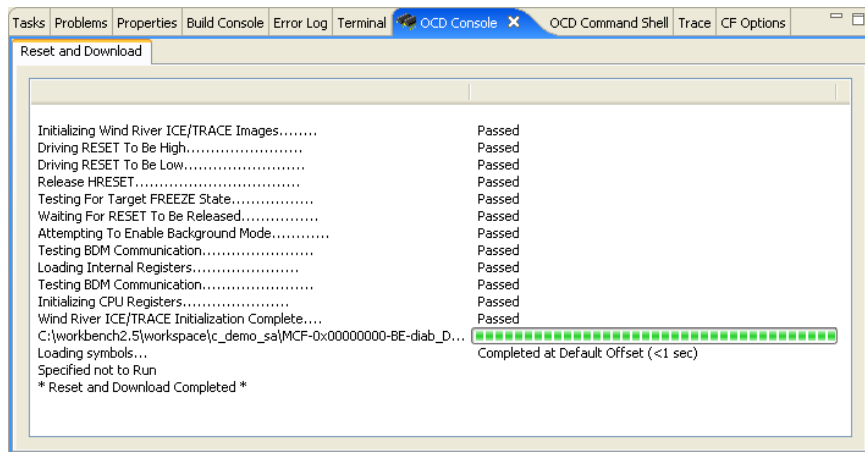 Tasks Problems Properties Build Console Error Log Terminal OCD Console OCD Command Shell Trace CF Options
Reset and Download
Initializing Wind River ICE/TRACE Images........ Passed
Driving RESET To Be High........................ Passed
Driving RESET To Be Low......................... Passed
Release HRESET.................................. Passed
Testing For Target FREEZE State................. Passed
Waiting For RESET To Be Released................ Passed
Attempting To Enable Background Mode............ Passed
Testing BDM Communication....................... Passed
Loading Internal Registers...................... Passed
Testing BDM Communication....................... Passed
Initializing CPU Registers...................... Passed
Wind River ICE/TRACE Initialization Complete.... Passed
C:\workbench2.5\workspace\c_demo_sa\MCF-0x00000000-BE-diab_D...
Loading symbols... Completed at Default Offset (<1 sec)
Specified not to Run
* Reset and Download Completed *